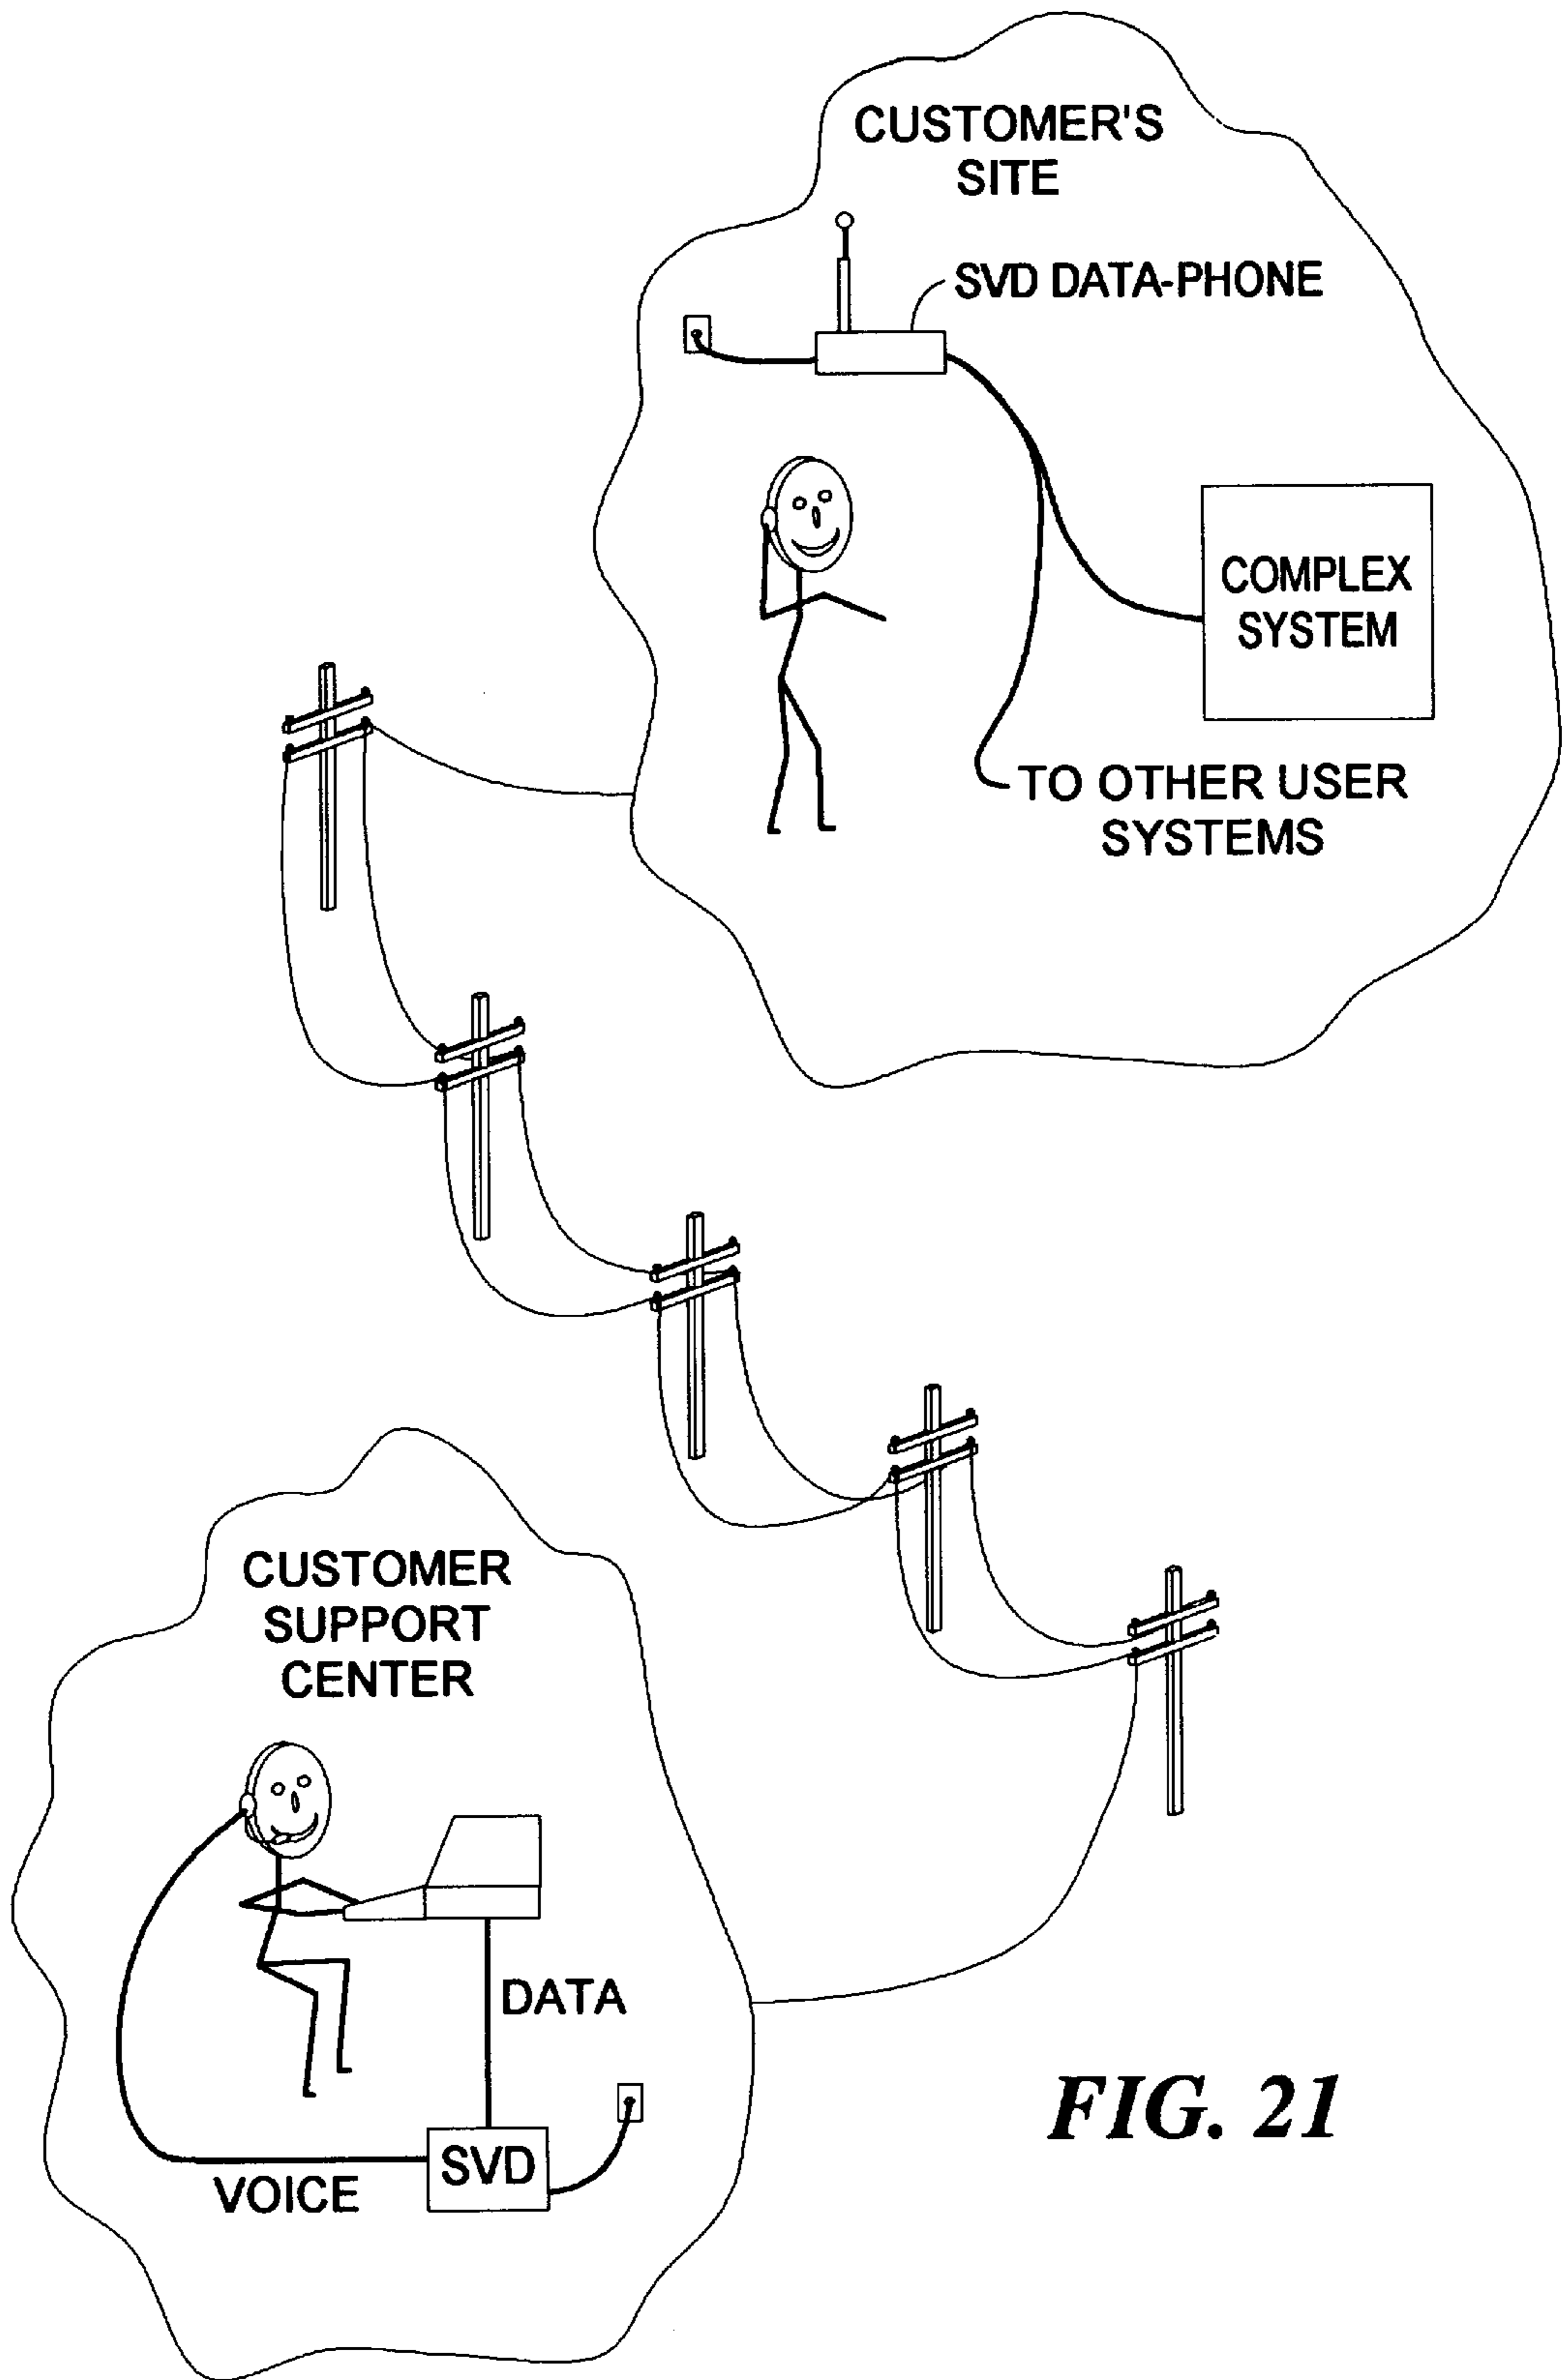 CUSTOMER'S
SITE
SVD DATA-PHONE
COMPLEX
SYSTEM
TO OTHER USER
SYSTEMS
CUSTOMER
SUPPORT
CENTER
DATA
SVD
VOICE
FIG. 21